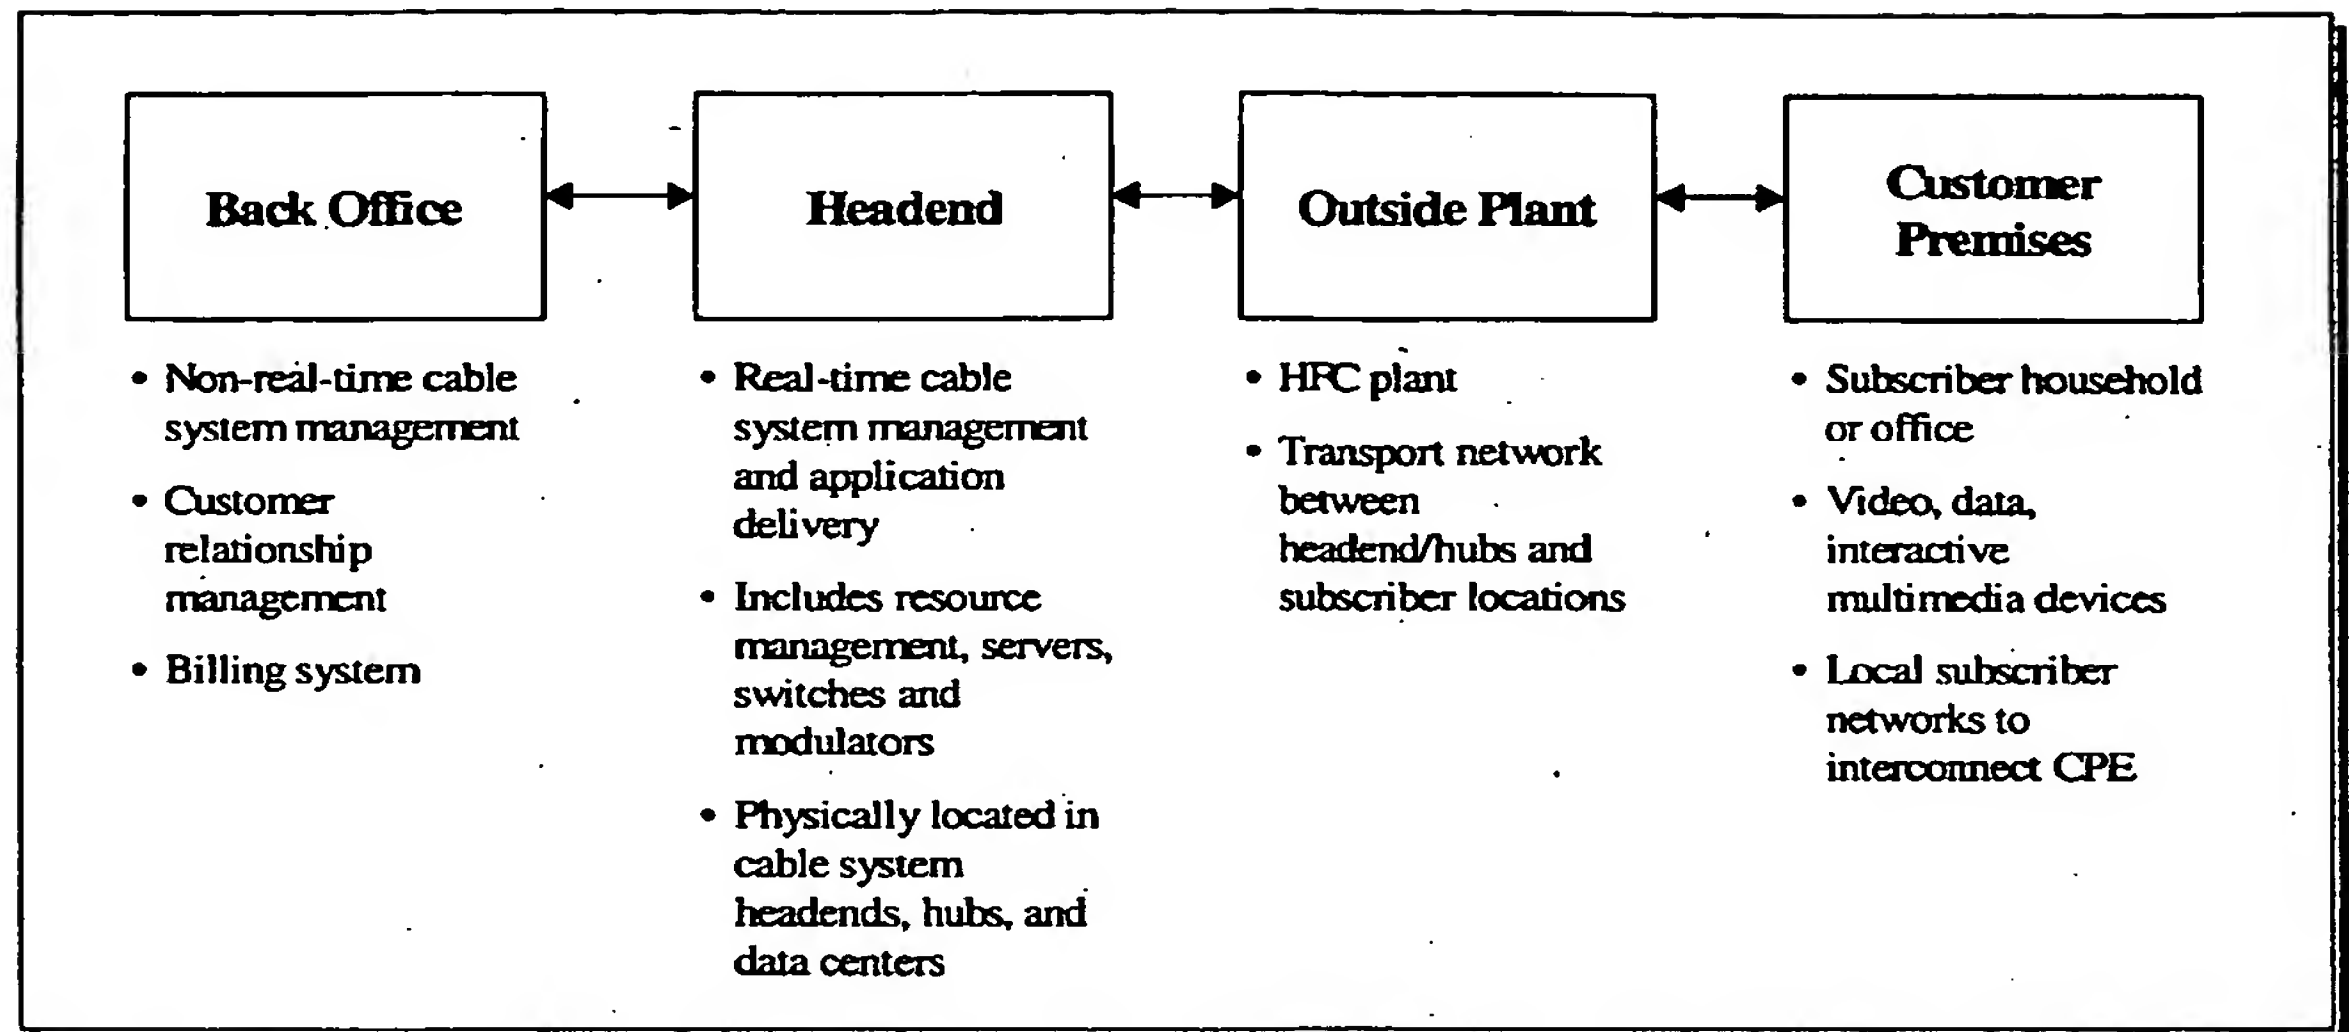 Back Office
• Non-real-time cable
system management
• Customer
relationship
management
• Billing system
Headend
• Real-time cable
system management
and application
delivery
• Includes resource
management, servers,
switches and
modulators
• Physically located in
cable system
headends, hubs, and
data centers
Outside Plant
• HFC plant
• Transport network
between
headend/hubs and
subscriber locations
Customer
Premises
• Subscriber household
or office
• Video, data,
interactive
multimedia devices
• Local subscriber
networks to
interconnect CPE